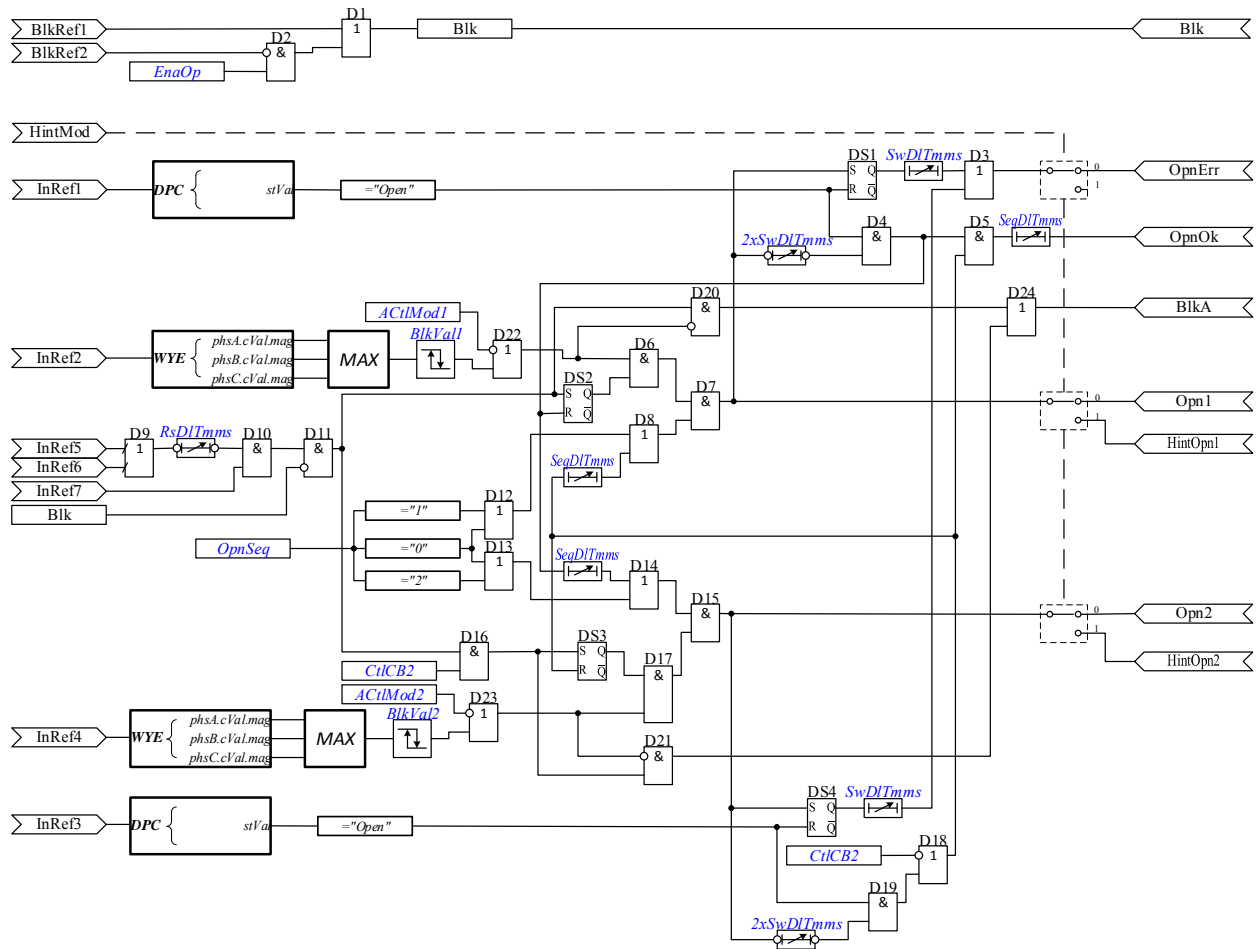 D1
BlkRef1
1
Blk
Blk
D2
BlkRef2
&
EnaOp
HintMod
DS1
SwDlTmms
D3
InRef1
DPC
{
stVal
="Open"
S Q
R Q
1
0
1
OpnErr
D4
D5
SeqDlTmms
2xSwDlTmms
&
&
OpnOk
ACtlMod1
D20
D24
BlkVal1
D22
&
1
BlkA
phsA.cVal.mag
InRef2
WYE
{
phsB.cVal.mag
MAX
1
D6
phsC.cVal.mag
&
DS2
D7
S Q
R Q
&
0
Opn1
D8
D9
RsDlTmms
D10
D11
1
1
HintOpn1
InRef5
1
&
&
InRef6
SeqDlTmms
InRef7
D12
Blk
="1"
1
OpnSeq
="0"
D13
SeqDlTmms
="2"
1
D14
1
D15
D16
&
0
Opn2
DS3
1
&
S Q
R Q
D17
HintOpn2
CtlCB2
&
ACtlMod2
D23
BlkVal2
1
phsA.cVal.mag
InRef4
WYE
{
phsB.cVal.mag
MAX
D21
phsC.cVal.mag
&
DS4
SwDlTmms
InRef3
DPC
{
stVal
="Open"
S Q
R Q
D18
CtlCB2
1
D19
&
2xSwDlTmms